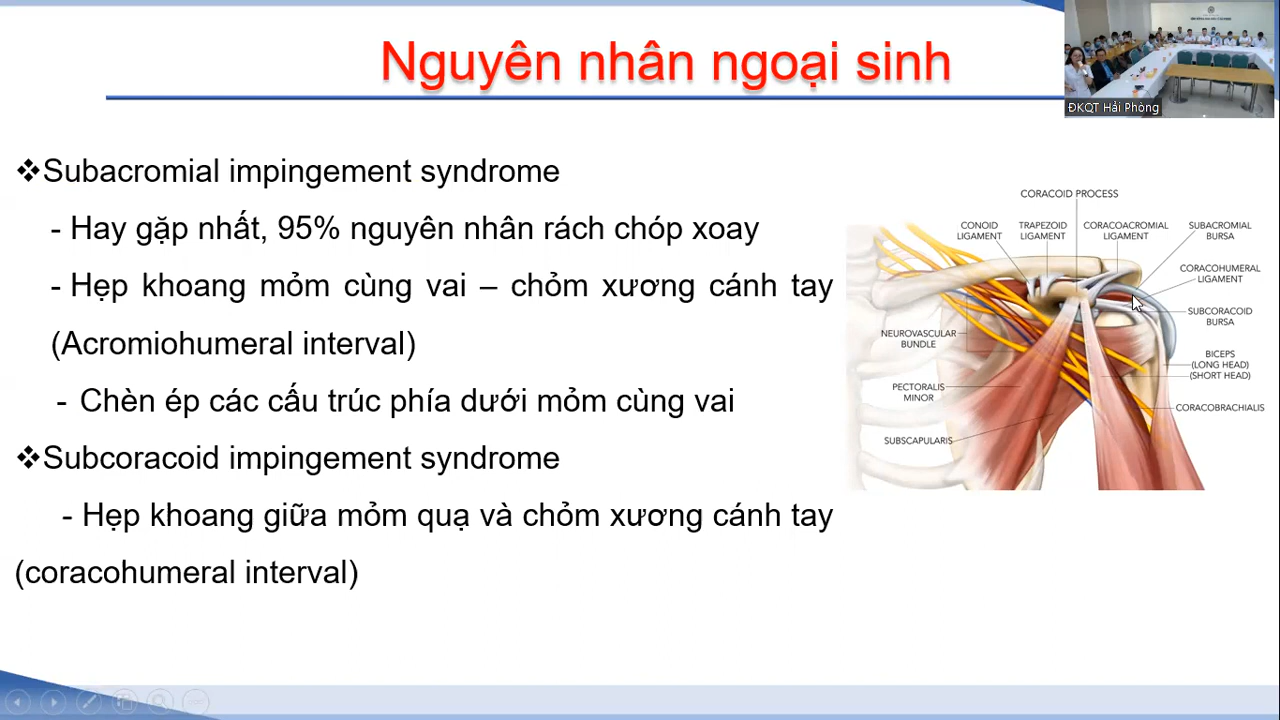 Nguyên nhân ngoại sinh
ĐKQT Hải Phòng
❖Subacromial impingement syndrome
- Hay gặp nhất, 95% nguyên nhân rách chóp xoay
- Hẹp khoang mỏm cùng vai – chỏm xương cánh tay
(Acromiohumeral interval)
- Chèn ép các cấu trúc phía dưới mỏm cùng vai
❖Subcoracoid impingement syndrome
- Hẹp khoang giữa mỏm quạ và chỏm xương cánh tay
(coracohumeral interval)
CORACOID PROCESS
CONOID
LIGAMENT
TRAPEZOID
LIGAMENT
CORACOACROMIAL
LIGAMENT
SUBACROMIAL
BURSA
CORACOHUMERAL
LIGAMENT
SUBCORACOID
BURSA
NEUROVASCULAR
BUNDLE
BICEPS
(LONG HEAD)
(SHORT HEAD)
PECTORALIS
MINOR
CORACOBRACHIALIS
SUBSCAPULARIS